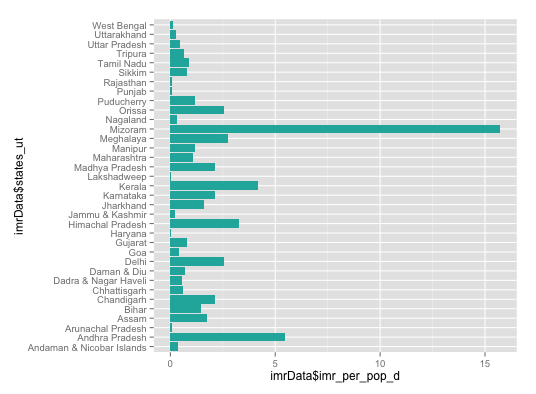 West Bengal
Uttarakhand
Uttar Pradesh
Tripura
Tamil Nadu
Sikkim
Rajasthan
Punjab
Puducherry
Orissa
Nagaland
Mizoram
Meghalaya
Manipur
Maharashtra
Madhya Pradesh
Lakshadweep
Kerala
Karnataka
Jharkhand
Jammu & Kashmir
Himachal Pradesh
Haryana
Gujarat
Goa
Delhi
Daman & Diu
Dadra & Nagar Haveli
Chhattisgarh
Chandigarh
Bihar
Assam
Arunachal Pradesh
Andhra Pradesh
Andaman & Nicobar Islands
imrData$states_ut
0 5 10 15
imrData$imr_per_pop_d